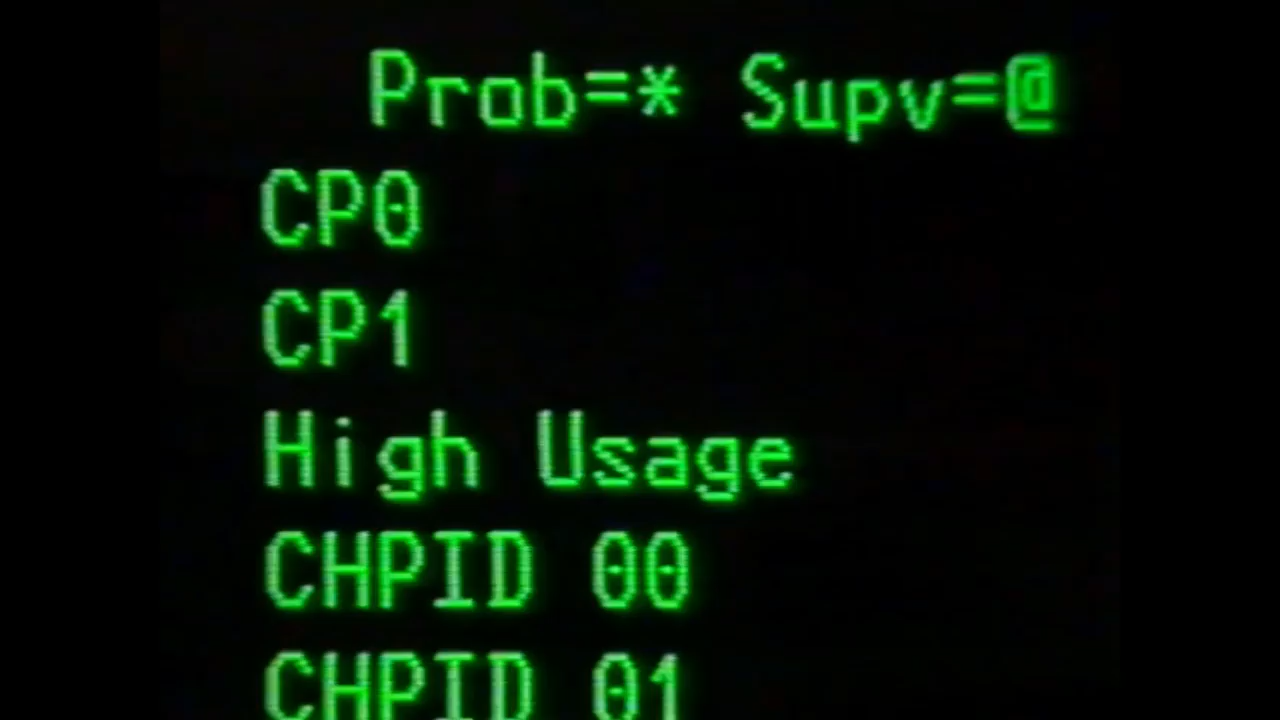 Prob=* Supv=@
CP0
CP1
High Usage
CHPID 00
CHPID 01